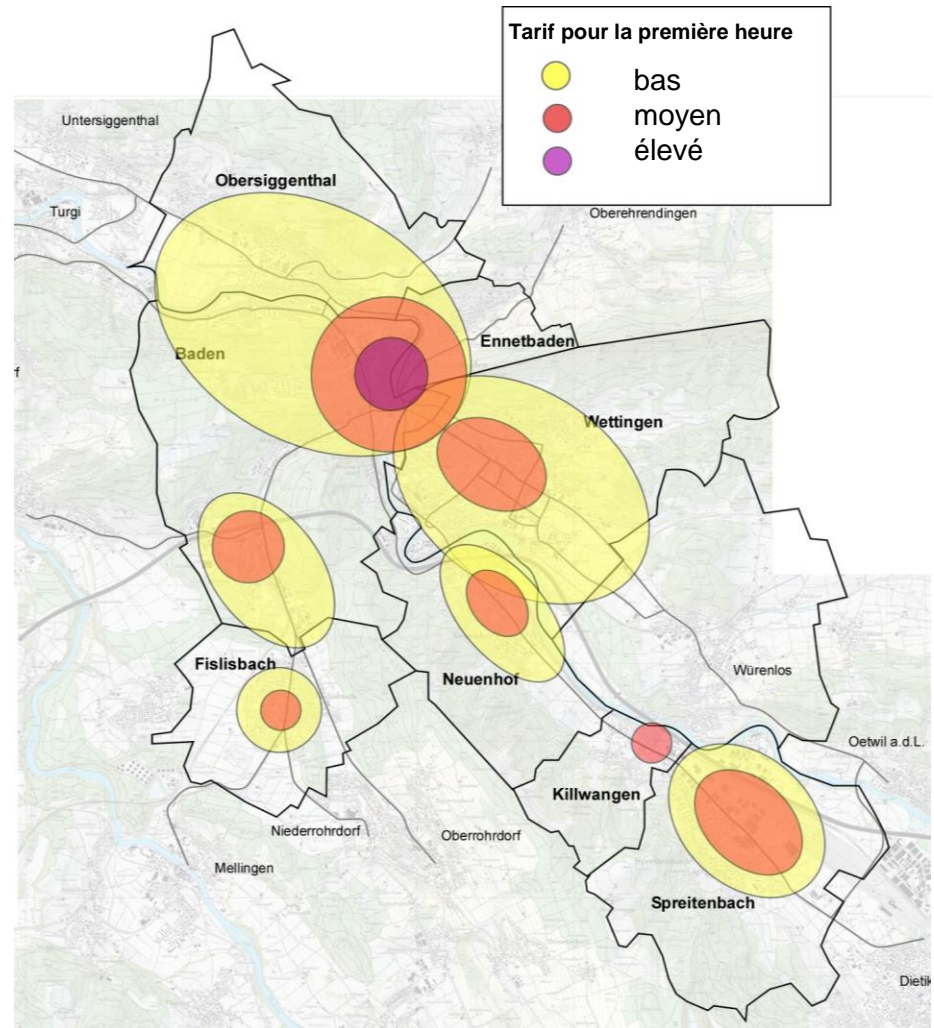 Tarif pour la première heure
bas
moyen
élevé
Untersiggenthal
Obersiggenthal
Turgi
Oberehrendingen
Ennetbaden
Baden
Wettingen
Fislisbach
Neuenhof
Würenlos
Oetwil a.d.L.
Killwangen
Niederrohrdorf
Oberrohrdorf
Mellingen
Spreitenbach
Dietik